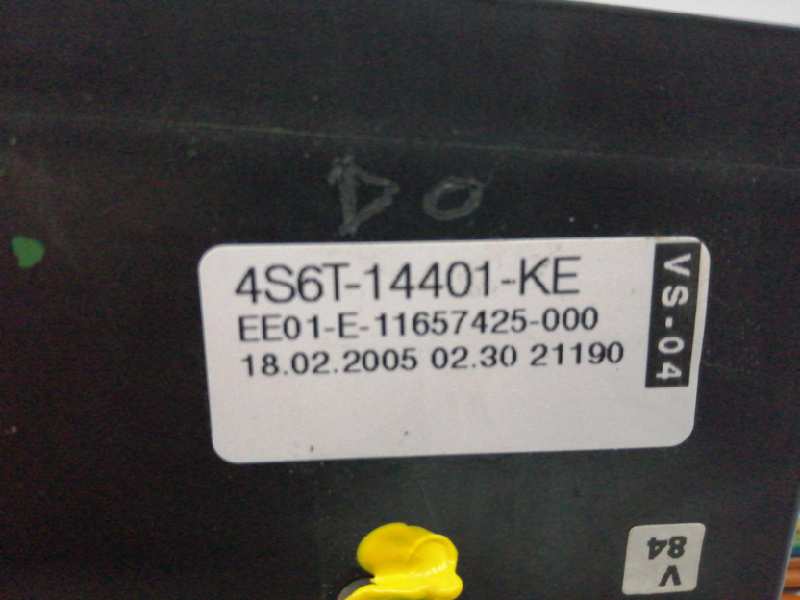 DO
4S6T-14401-KE
EE01-E-11657425-000
18.02.2005 02.30 21190
VS-04
V
84